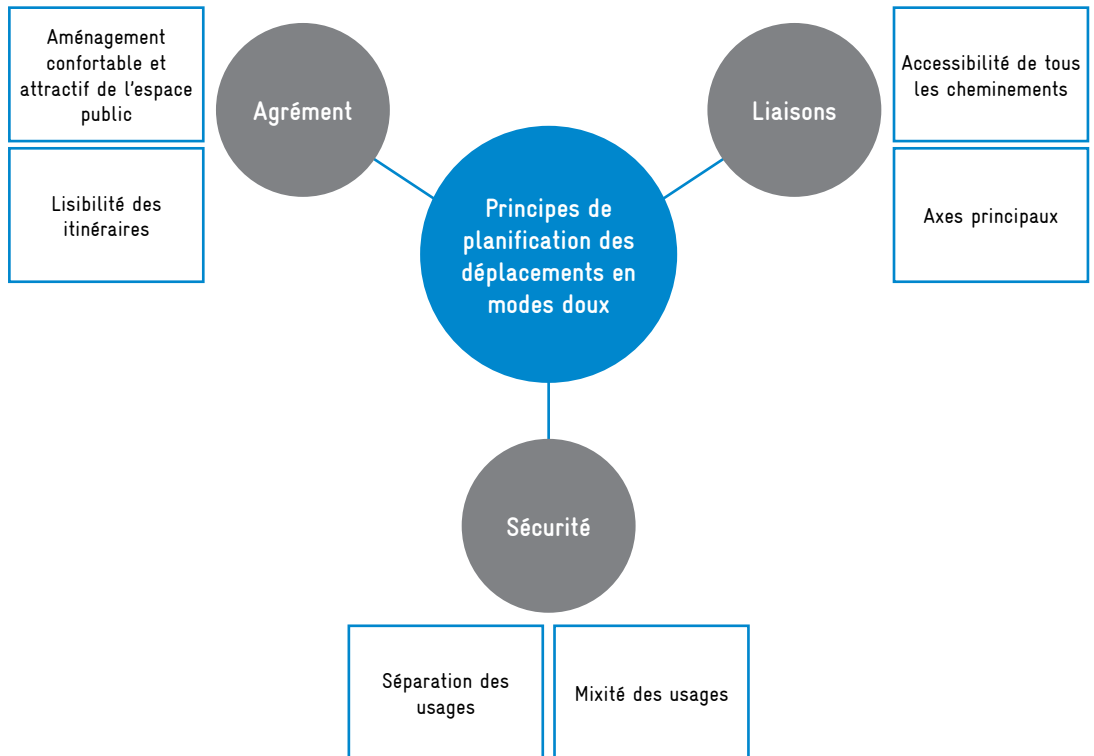 Aménagement
confortable et
attractif de l'espace
public
Lisibilité des
itinéraires
Agrément
Principes de
planification des
déplacements en
modes doux
Liaisons
Accessibilité de tous
les cheminements
Axes principaux
Sécurité
Séparation des
usages
Mixité des usages